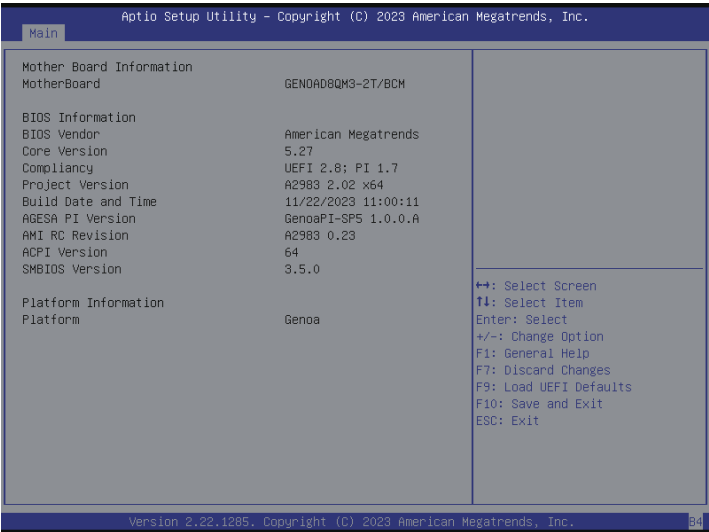 Aptio Setup Utility – Copyright (C) 2023 American Megatrends, Inc.
Main
Mother Board Information
MotherBoard GENOAD8QM3-2T/BCM
BIOS Information
BIOS Vendor American Megatrends
Core Version 5.27
Compliancy UEFI 2.8; PI 1.7
Project Version A2983 2.02 x64
Build Date and Time 11/22/2023 11:00:11
AGESA PI Version GenoaPI-SP5 1.0.0.A
AMI RC Revision A2983 0.23
ACPI Version 64
SMBIOS Version 3.5.0
Platform Information
Platform Genoa
↔: Select Screen
↑↓: Select Item
Enter: Select
+/-: Change Option
F1: General Help
F7: Discard Changes
F9: Load UEFI Defaults
F10: Save and Exit
ESC: Exit
Version 2.22.1285. Copyright (C) 2023 American Megatrends, Inc.
B4